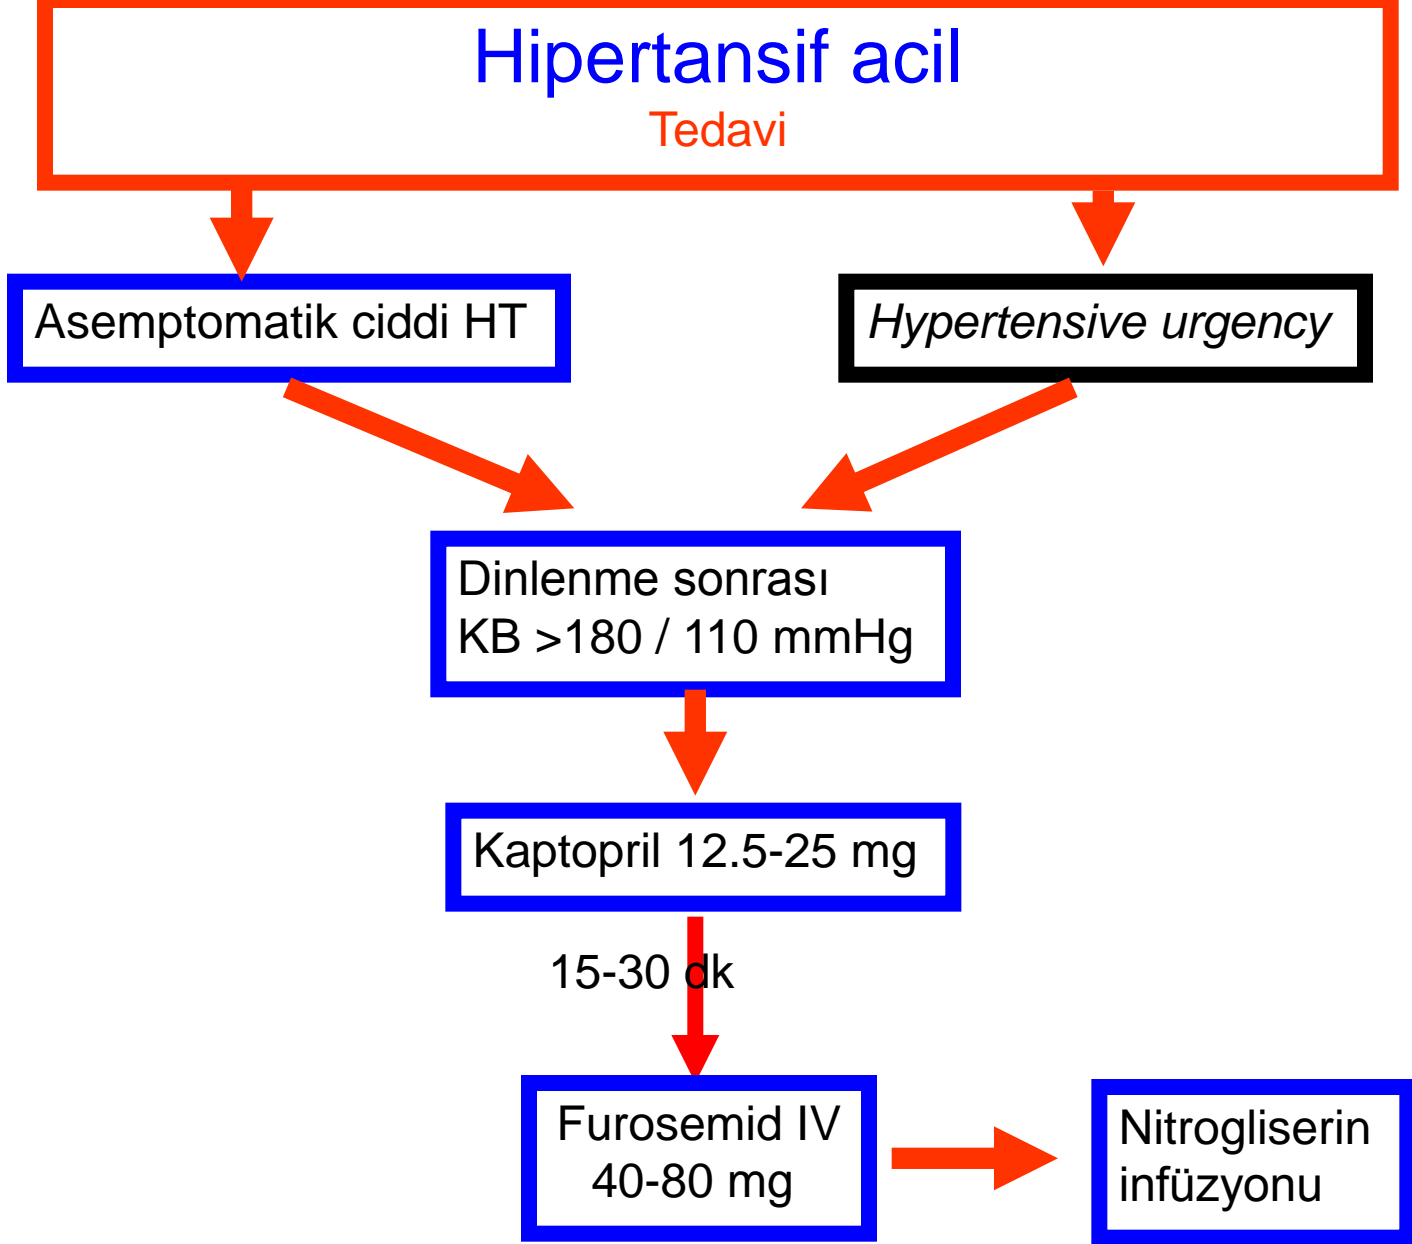 Hipertansif acil
Tedavi
Asemptomatik ciddi HT
Hypertensive urgency
Dinlenme sonrası
KB >180 / 110 mmHg
Kaptopril 12.5-25 mg
15-30 dk
Furosemid IV
40-80 mg
Nitrogliserin
infüzyonu